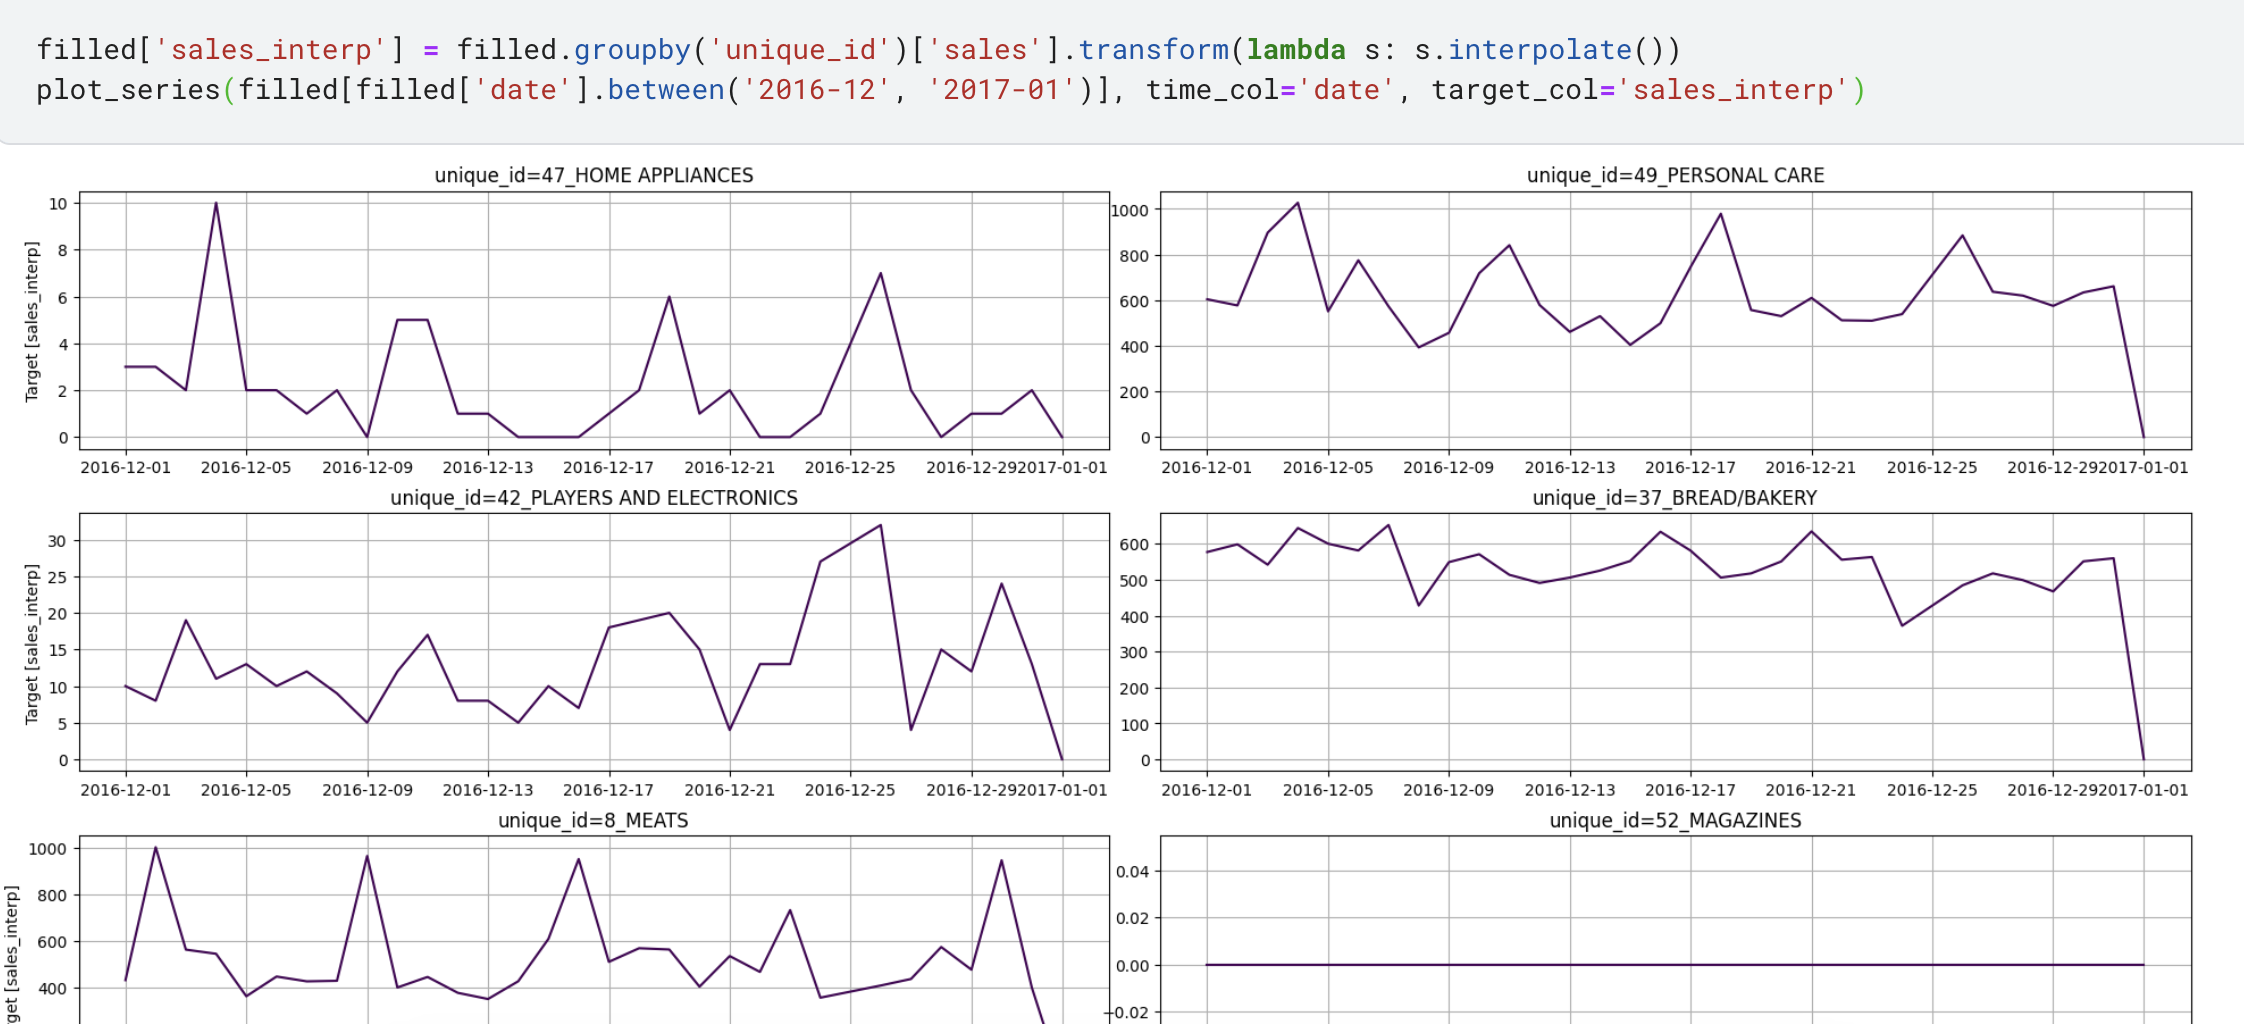 filled['sales_interp'] = filled.groupby('unique_id')['sales'].transform(lambda s: s.interpolate())
plot_series(filled[filled['date'].between('2016-12', '2017-01')], time_col='date', target_col='sales_interp')
unique_id=47_HOME APPLIANCES
Target [sales_interp]
10
8
6
4
2
0
2016-12-01 2016-12-05 2016-12-09 2016-12-13 2016-12-17 2016-12-21 2016-12-25 2016-12-29 2017-01-01
unique_id=49_PERSONAL CARE
1000
800
600
400
200
0
2016-12-01 2016-12-05 2016-12-09 2016-12-13 2016-12-17 2016-12-21 2016-12-25 2016-12-29 2017-01-01
unique_id=42_PLAYERS AND ELECTRONICS
Target [sales_interp]
30
25
20
15
10
5
0
2016-12-01 2016-12-05 2016-12-09 2016-12-13 2016-12-17 2016-12-21 2016-12-25 2016-12-29 2017-01-01
unique_id=37_BREAD/BAKERY
600
500
400
300
200
100
0
2016-12-01 2016-12-05 2016-12-09 2016-12-13 2016-12-17 2016-12-21 2016-12-25 2016-12-29 2017-01-01
unique_id=8_MEATS
rget [sales_interp]
1000
800
600
400
unique_id=52_MAGAZINES
0.04
0.02
0.00
−0.02